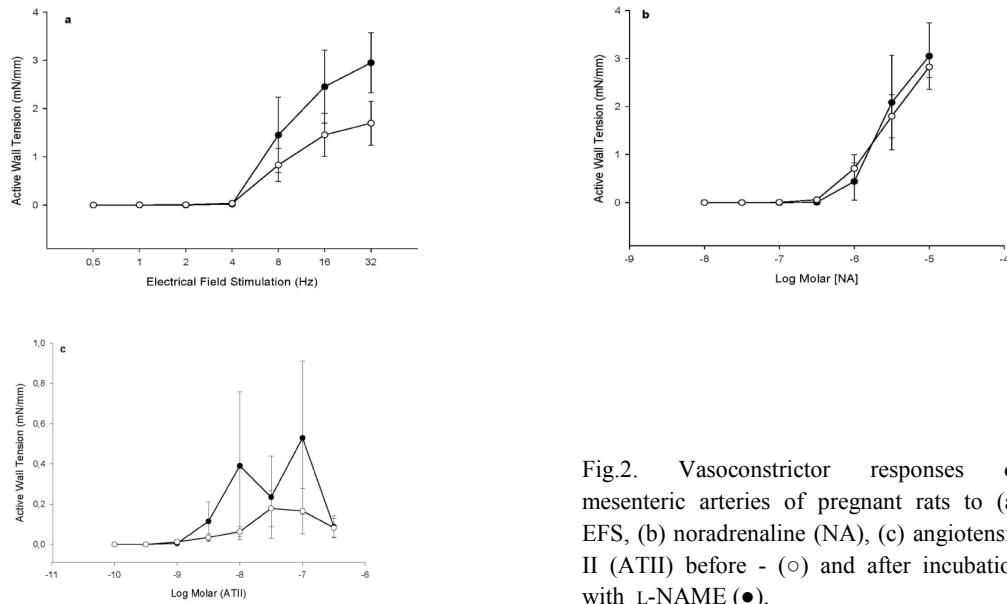 a
Active Wall Tension (mN/mm)
4
3
2
1
0
0,5 1 2 4 8 16 32
Electrical Field Stimulation (Hz)
b
Active Wall Tension (mN/mm)
4
3
2
1
0
-9 -8 -7 -6 -5 -4
Log Molar [NA]
c
Active Wall Tension (mN/mm)
1,0
0,8
0,6
0,4
0,2
0,0
-11 -10 -9 -8 -7 -6
Log Molar (ATII)
Fig.2. Vasoconstrictor responses
mesenteric arteries of pregnant rats to
EFS, (b) noradrenaline (NA), (c)
II (ATII) before - (○) and after
with L-NAME (●).